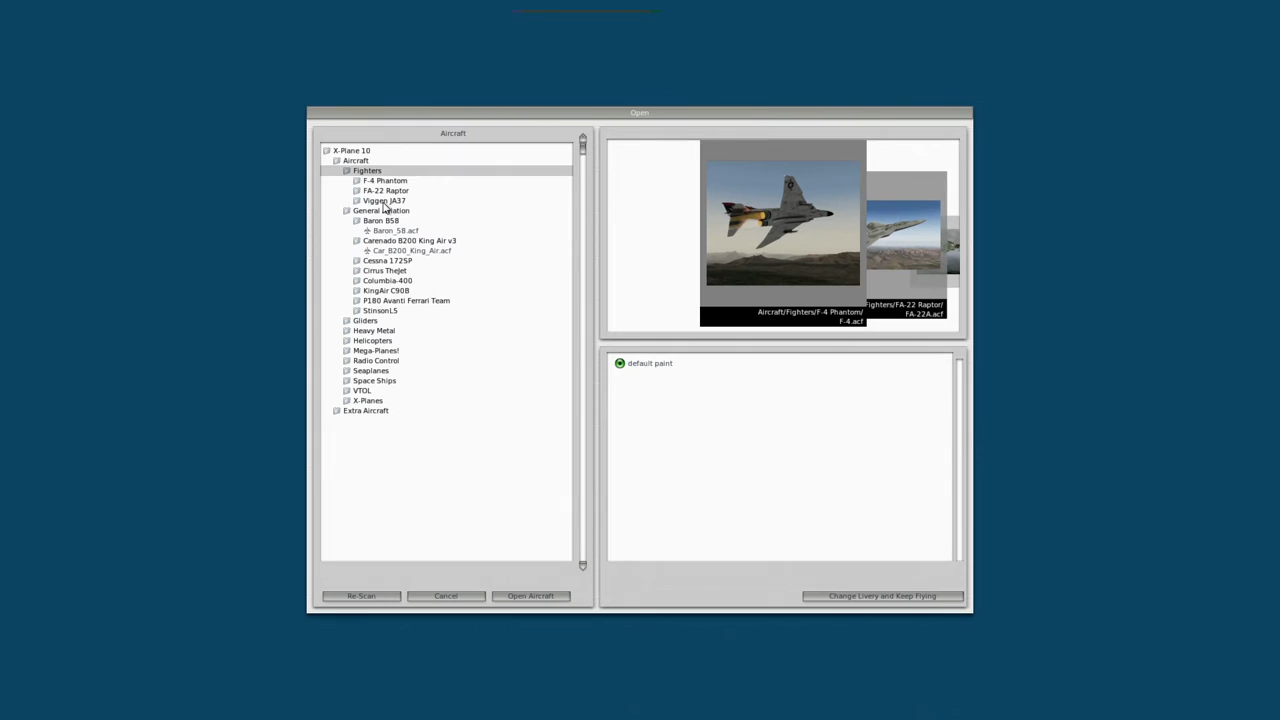 Open
Aircraft
X-Plane 10
Aircraft
Fighters
F-4 Phantom
FA-22 Raptor
Viggen JA37
General Aviation
Baron B58
Baron_58.acf
Carenado B200 King Air v3
Car_B200_King_Air.acf
Cessna 172SP
Cirrus TheJet
Columbia-400
KingAir C90B
P180 Avanti Ferrari Team
StinsonL5
Gliders
Heavy Metal
Helicopters
Mega-Planes!
Radio Control
Seaplanes
Space Ships
VTOL
X-Planes
Extra Aircraft
Re-Scan
Cancel
Open Aircraft
Aircraft/Fighters/F-4 Phantom/
F-4.acf
Fighters/FA-22 Raptor/
FA-22A.acf
default paint
Change Livery and Keep Flying